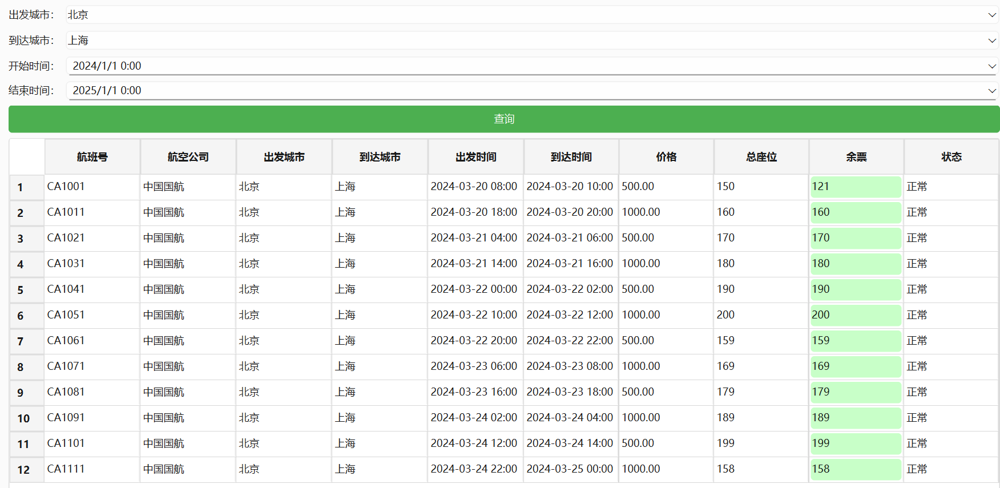 出发城市： 北京
到达城市： 上海
开始时间： 2024/1/1 0:00
结束时间： 2025/1/1 0:00
查询
航班号 航空公司 出发城市 到达城市 出发时间 到达时间 价格 总座位 余票 状态
1 CA1001 中国国航 北京 上海 2024-03-20 08:00 2024-03-20 10:00 500.00 150 121 正常
2 CA1011 中国国航 北京 上海 2024-03-20 18:00 2024-03-20 20:00 1000.00 160 160 正常
3 CA1021 中国国航 北京 上海 2024-03-21 04:00 2024-03-21 06:00 500.00 170 170 正常
4 CA1031 中国国航 北京 上海 2024-03-21 14:00 2024-03-21 16:00 1000.00 180 180 正常
5 CA1041 中国国航 北京 上海 2024-03-22 00:00 2024-03-22 02:00 500.00 190 190 正常
6 CA1051 中国国航 北京 上海 2024-03-22 10:00 2024-03-22 12:00 1000.00 200 200 正常
7 CA1061 中国国航 北京 上海 2024-03-22 20:00 2024-03-22 22:00 500.00 159 159 正常
8 CA1071 中国国航 北京 上海 2024-03-23 06:00 2024-03-23 08:00 1000.00 169 169 正常
9 CA1081 中国国航 北京 上海 2024-03-23 16:00 2024-03-23 18:00 500.00 179 179 正常
10 CA1091 中国国航 北京 上海 2024-03-24 02:00 2024-03-24 04:00 1000.00 189 189 正常
11 CA1101 中国国航 北京 上海 2024-03-24 12:00 2024-03-24 14:00 500.00 199 199 正常
12 CA1111 中国国航 北京 上海 2024-03-24 22:00 2024-03-25 00:00 1000.00 158 158 正常